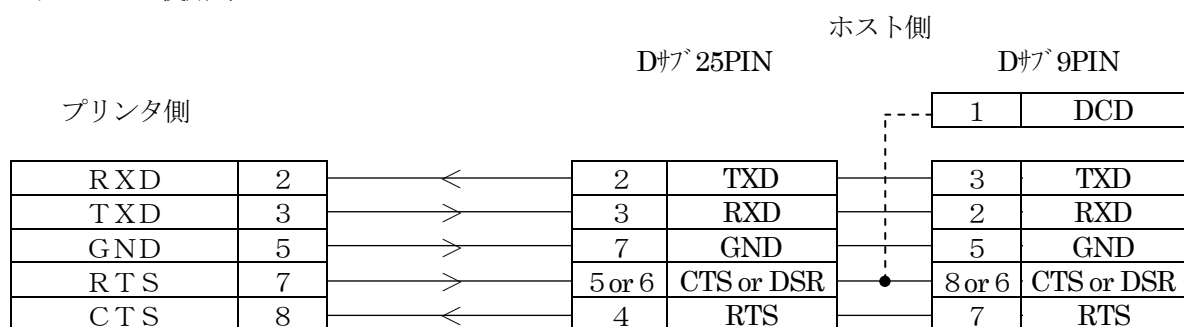 ホスト側
Dｻﾌﾞ25PIN Dｻﾌﾞ9PIN
プリンタ側 1 DCD
RXD 2 2 TXD 3 TXD
TXD 3 3 RXD 2 RXD
GND 5 7 GND 5 GND
RTS 7 5 or 6 CTS or DSR 8 or 6 CTS or DSR
CTS 8 4 RTS 7 RTS